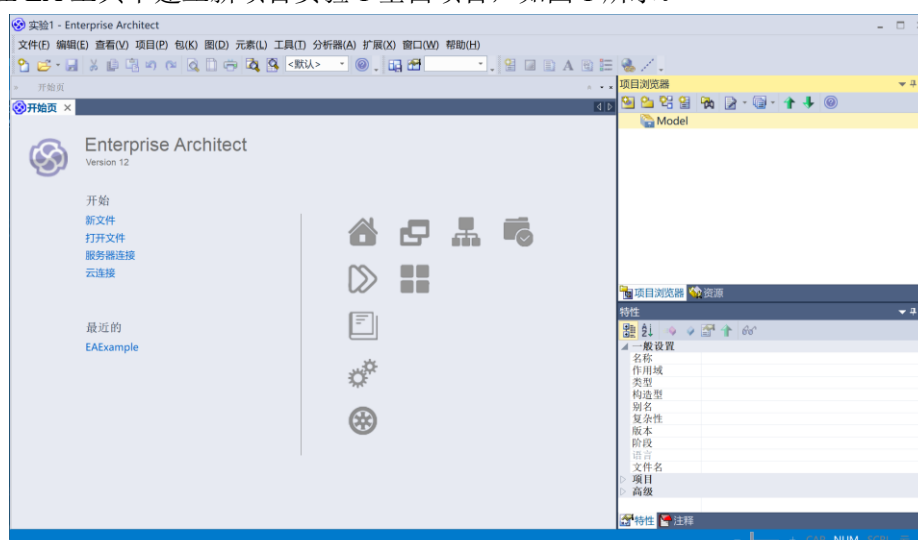 实验1 - Enterprise Architect
文件(F) 编辑(E) 查看(V) 项目(P) 包(K) 图(D) 元素(L) 工具(T) 分析器(A) 扩展(X) 窗口(W) 帮助(H)
<默认>
开始页
项目浏览器
开始页
Model
Enterprise Architect
Version 12
开始
新文件
打开文件
服务器连接
云连接
最近的
EAExample
项目浏览器 资源
特性
一般设置
名称
作用域
类型
构造型
别名
复杂性
版本
阶段
语言
文件名
项目
高级
特性 注释
CAP NUM SCRL